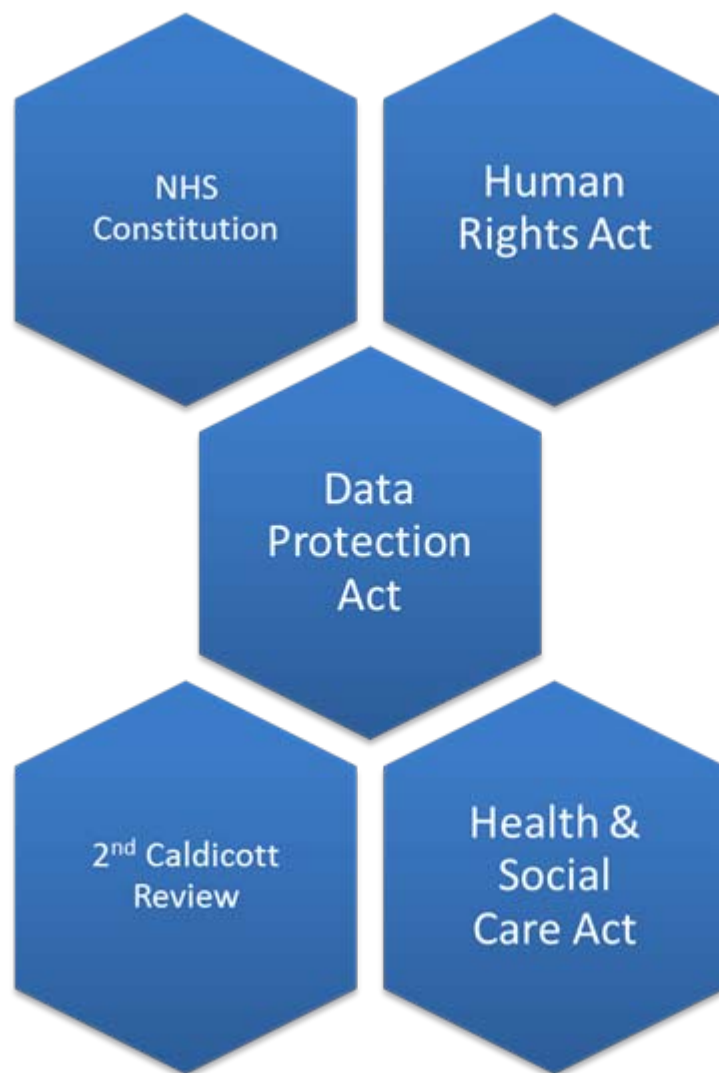 NHS
Constitution
Human
Rights Act
Data
Protection
Act
2nd Caldicott
Review
Health &
Social
Care Act